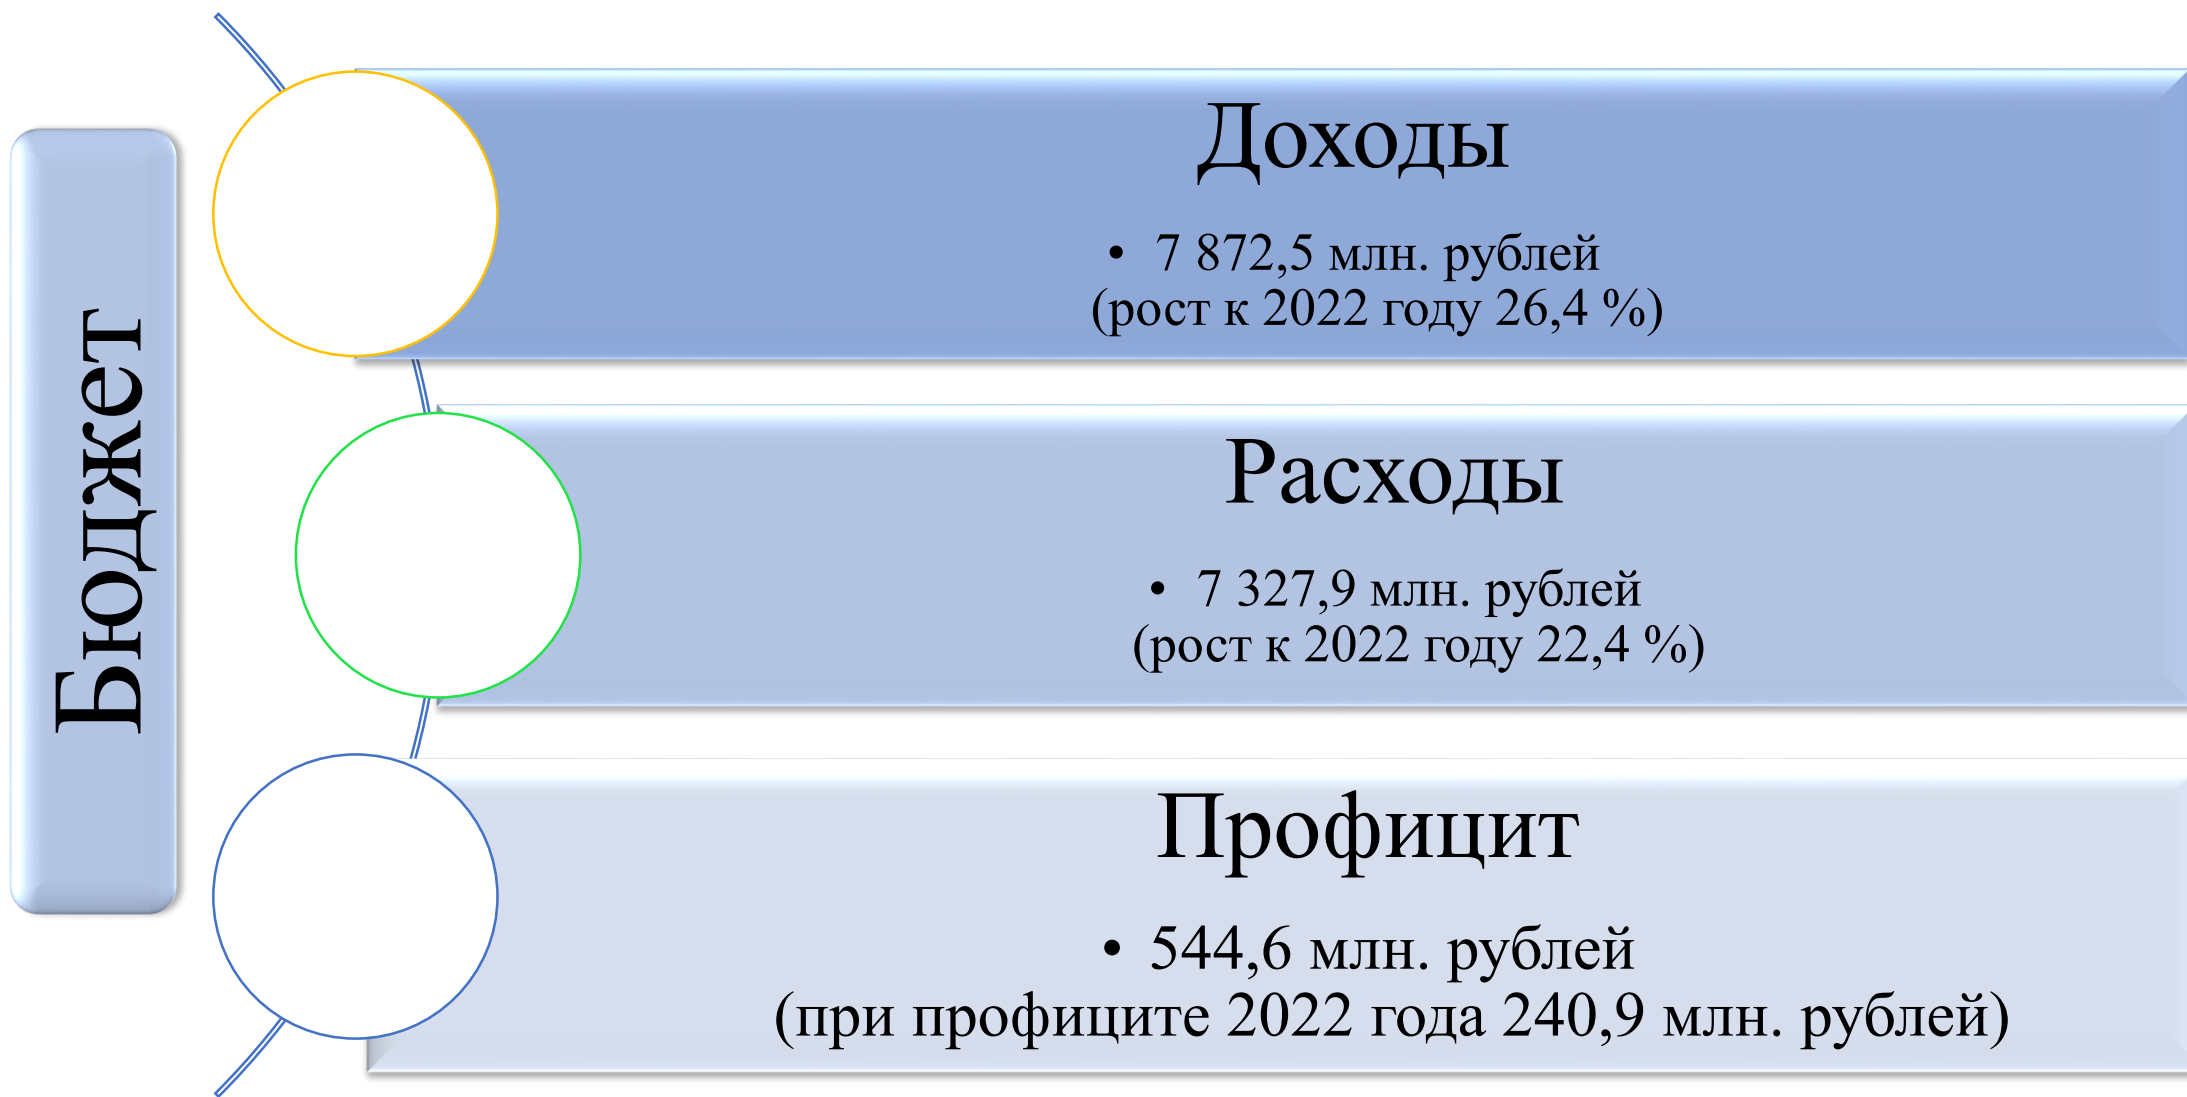 Бюджет
Доходы
• 7 872,5 млн. рублей
(рост к 2022 году 26,4 %)
Расходы
• 7 327,9 млн. рублей
(рост к 2022 году 22,4 %)
Профицит
• 544,6 млн. рублей
(при профиците 2022 года 240,9 млн. рублей)